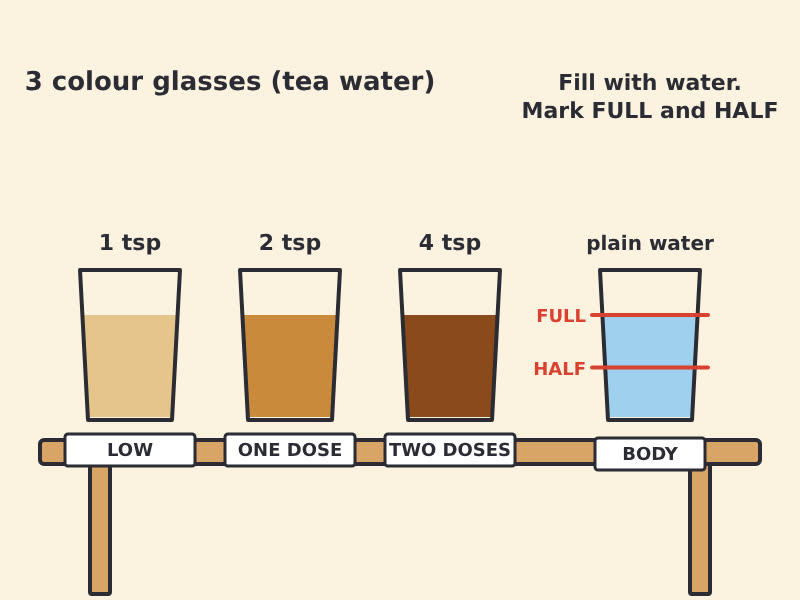 3 colour glasses (tea water)
Fill with water.
Mark FULL and HALF
1 tsp
2 tsp
4 tsp
plain water
FULL
HALF
LOW
ONE DOSE
TWO DOSES
BODY